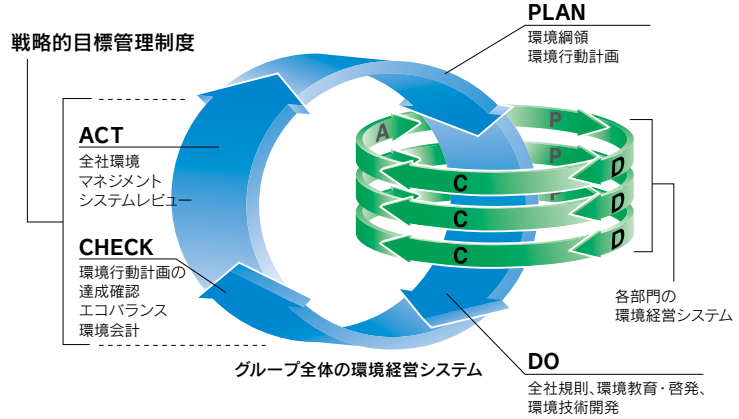 戦略的目標管理制度
PLAN
環境綱領
環境行動計画
ACT
全社環境
マネジメント
システムレビュー
CHECK
環境行動計画の
達成確認
エコバランス
環境会計
A
P
P
P
D
D
D
C
C
C
各部門の
環境経営システム
グループ全体の環境経営システム
DO
全社規則、環境教育・啓発、
環境技術開発